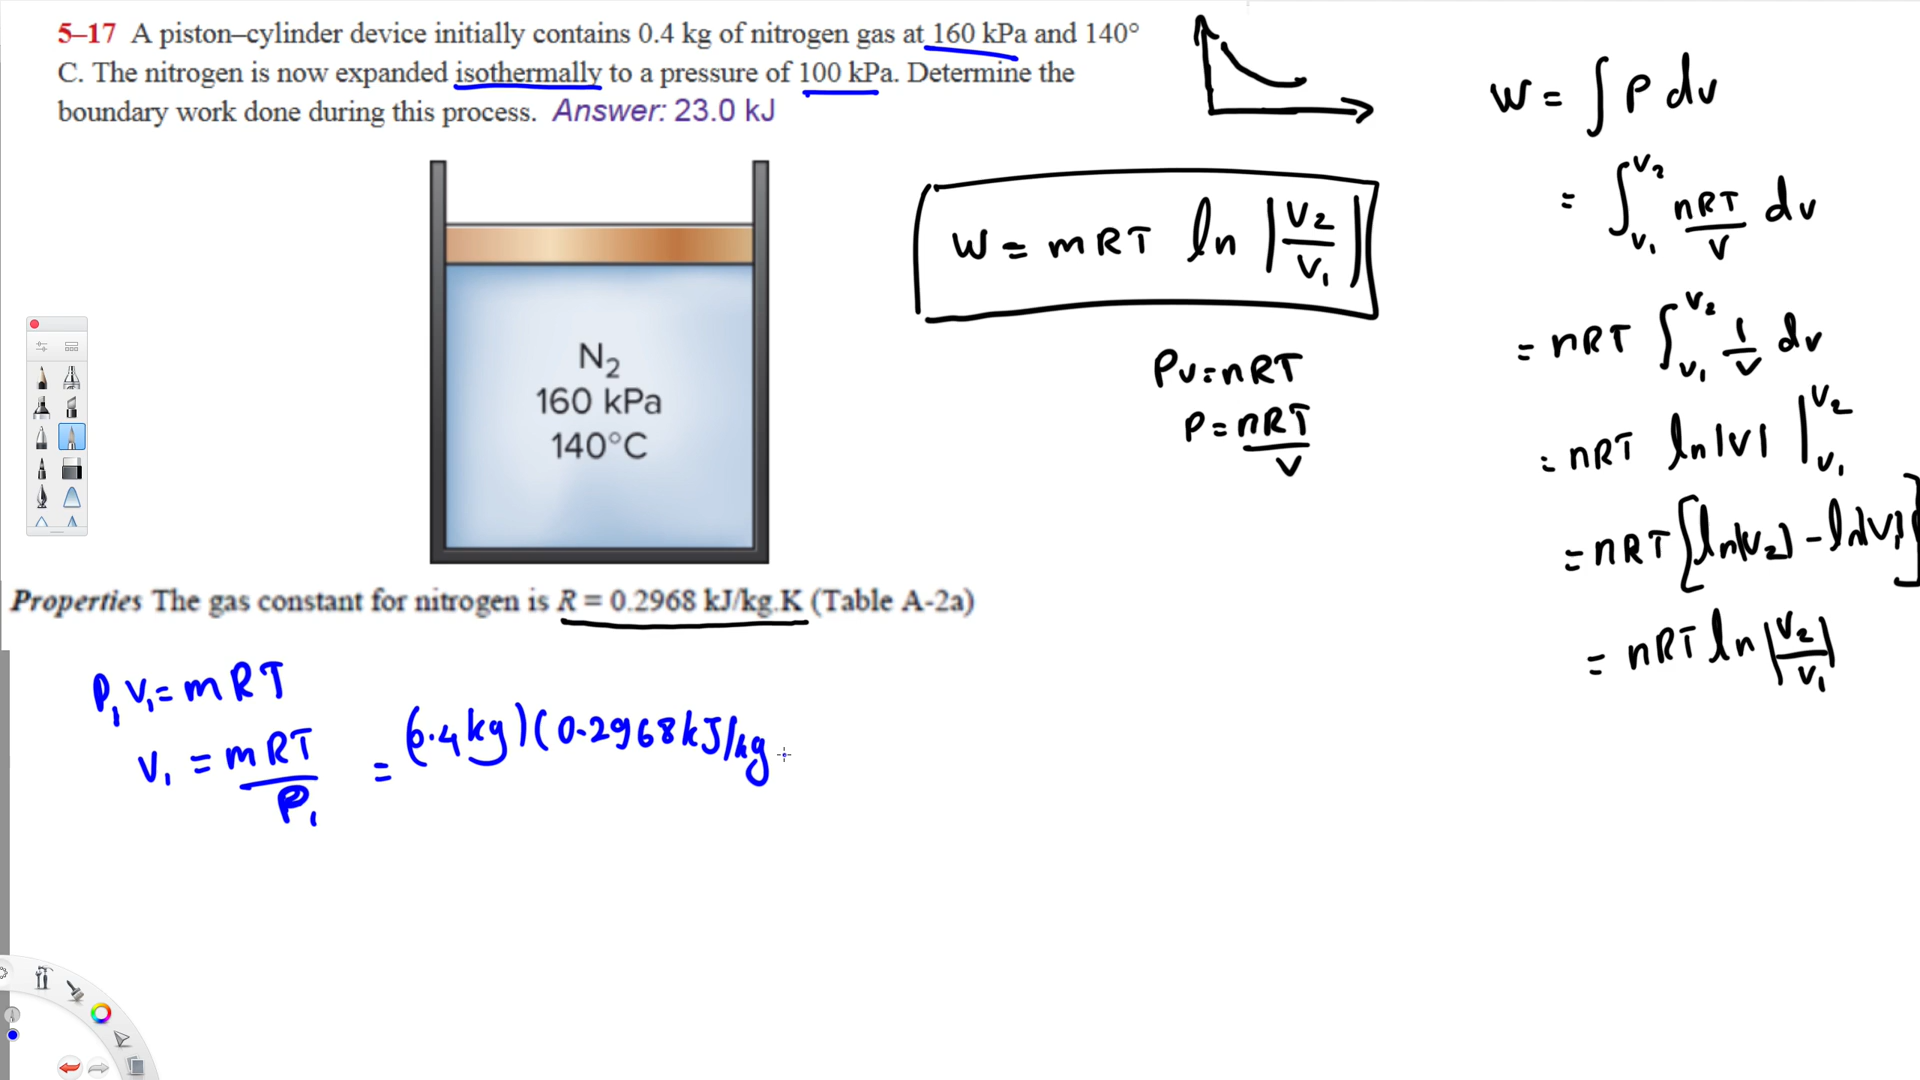 5–17 A piston–cylinder device initially contains 0.4 kg of nitrogen gas at 160 kPa and 140°
C. The nitrogen is now expanded isothermally to a pressure of 100 kPa. Determine the
boundary work done during this process. Answer: 23.0 kJ
N₂
160 kPa
140°C
Properties The gas constant for nitrogen is R = 0.2968 kJ/kg.K (Table A-2a)
P₁ V₁ = mRT
V₁ = mRT / P₁ = (0.4 kg) (0.2968 kJ/kg
W = mRT ln |V₂/V₁|
PV = nRT
P = nRT / V
W = ∫ P dV
= ∫_V₁^V₂ nRT/V dV
= nRT ∫_V₁^V₂ 1/V dV
= nRT ln|V| |_V₁^V₂
= nRT [ln|V₂| - ln|V₁|]
= nRT ln |V₂/V₁|